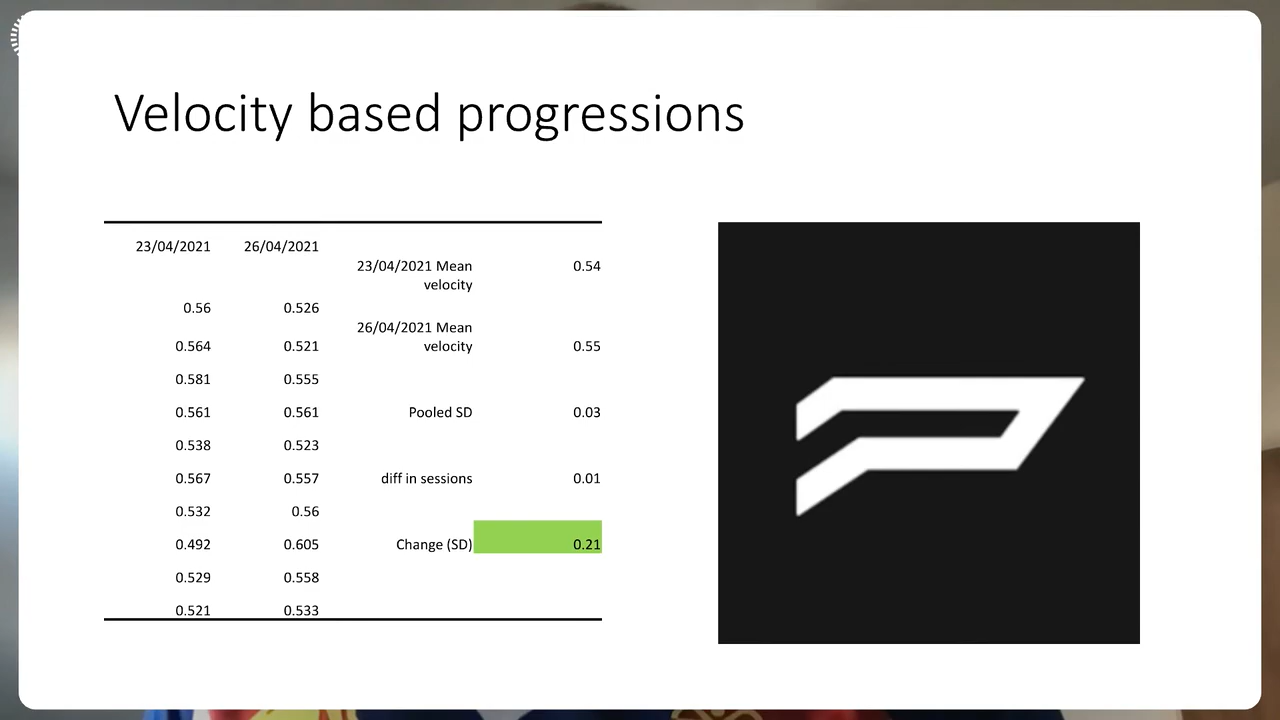 Velocity based progressions
23/04/2021 26/04/2021
23/04/2021 Mean velocity 0.54
0.56 0.526
26/04/2021 Mean velocity
0.564 0.521 0.55
0.581 0.555
0.561 0.561 Pooled SD 0.03
0.538 0.523
0.567 0.557 diff in sessions 0.01
0.532 0.56
0.492 0.605 Change (SD) 0.21
0.529 0.558
0.521 0.533